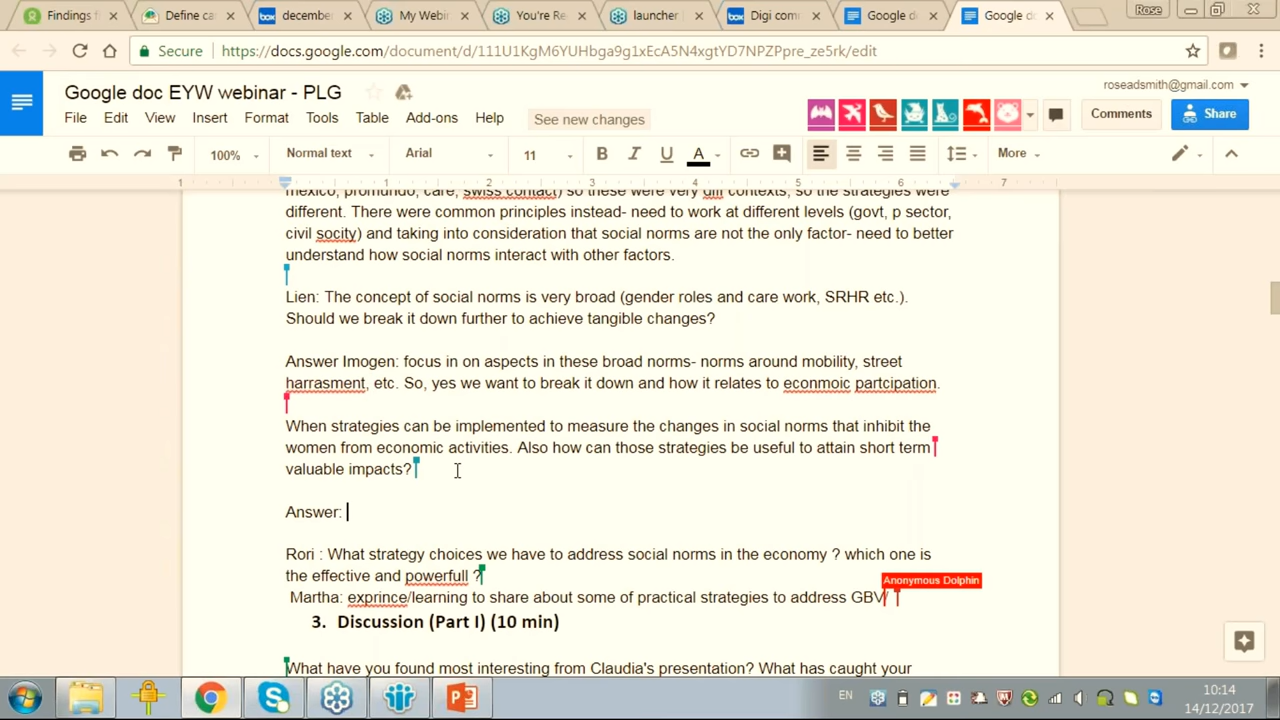 Findings f
Define ca
december
My Webir
You're Re
launcher
Digi com
Google d
Google do
Rose
Secure
https://docs.google.com/document/d/111U1KgM6YUHbga9g1xEcA5N4xgtYD7NPZPpre_ze5rk/edit
Google doc EYW webinar - PLG
roseadsmith@gmail.com
File Edit View Insert Format Tools Table Add-ons Help
See new changes
Comments
Share
100% Normal text Arial 11 B I U A More
1 1 2 3 4 5 6 7
mexico, promundo, care, swiss contact) so these were very diff contexts, so the strategies were
different. There were common principles instead- need to work at different levels (govt, p sector,
civil socity) and taking into consideration that social norms are not the only factor- need to better
understand how social norms interact with other factors.
Lien: The concept of social norms is very broad (gender roles and care work, SRHR etc.).
Should we break it down further to achieve tangible changes?
Answer Imogen: focus in on aspects in these broad norms- norms around mobility, street
harrasment, etc. So, yes we want to break it down and how it relates to econmoic partcipation.
When strategies can be implemented to measure the changes in social norms that inhibit the
women from economic activities. Also how can those strategies be useful to attain short term
valuable impacts?
Answer:
Rori : What strategy choices we have to address social norms in the economy ? which one is
the effective and powerfull ?
Anonymous Dolphin
Martha: exprince/learning to share about some of practical strategies to address GBV/
3. Discussion (Part I) (10 min)
What have you found most interesting from Claudia's presentation? What has caught your
EN
10:14
14/12/2017